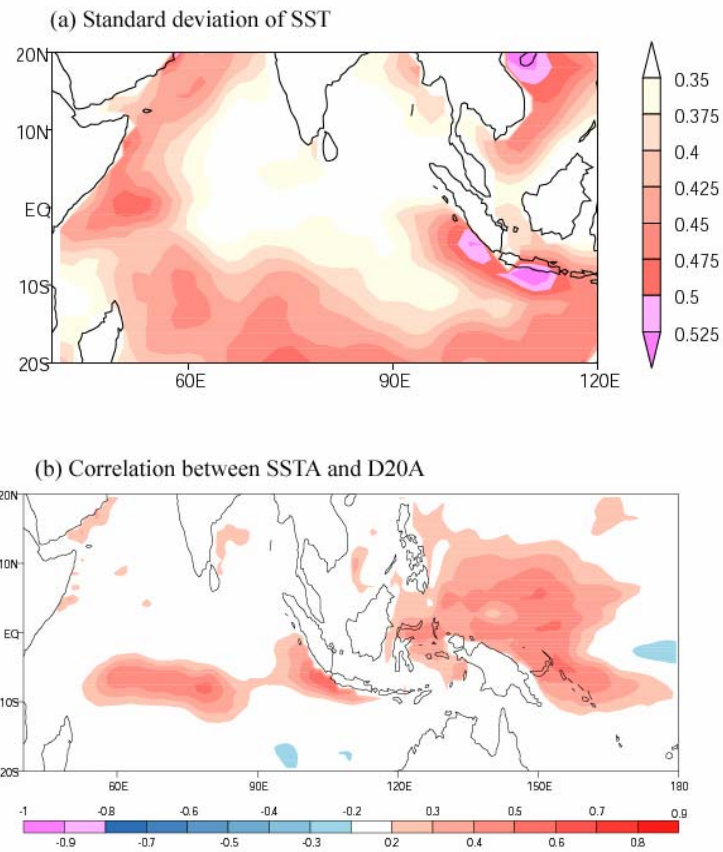 (a) Standard deviation of SST
20N
10N
EQ
10S
20S
60E 90E 120E
0.35
0.375
0.4
0.425
0.45
0.475
0.5
0.525
(b) Correlation between SSTA and D20A
20N
10N
EQ
10S
20S
60E 90E 120E 150E 180
-1 -0.8 -0.6 -0.4 -0.2 0.3 0.5 0.7 0.9
-0.9 -0.7 -0.5 -0.3 0.2 0.4 0.6 0.8